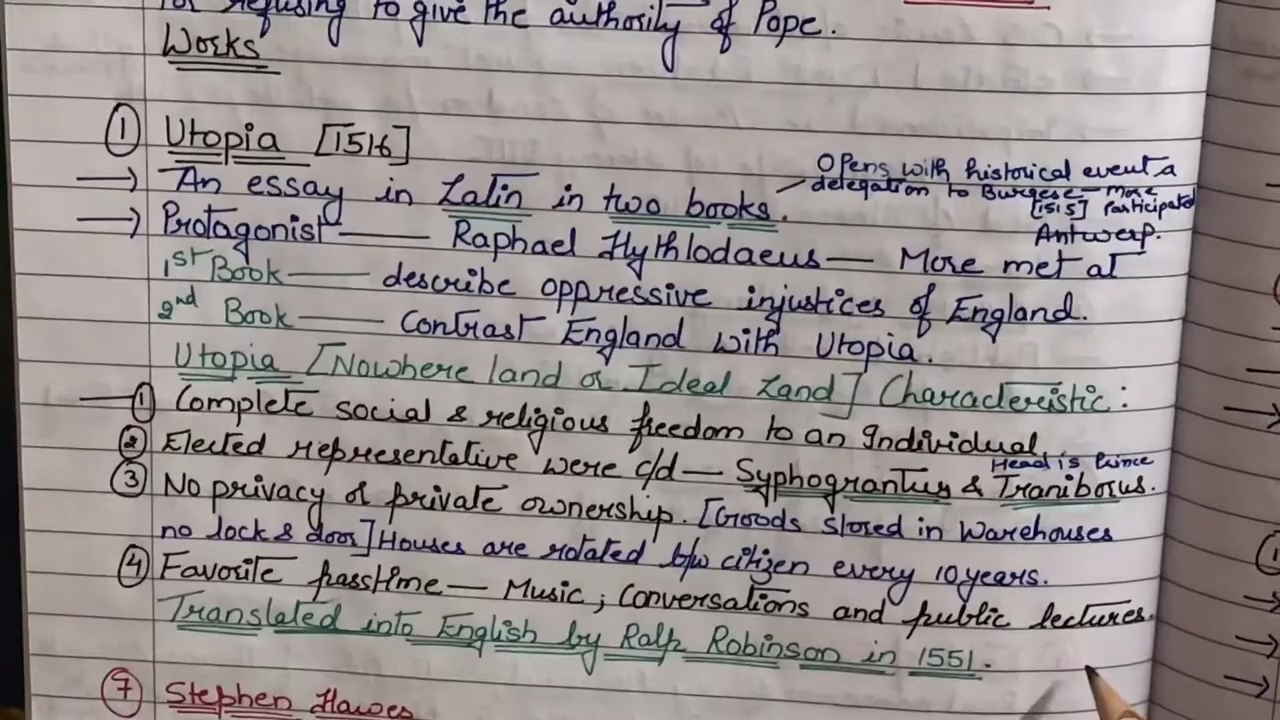 for refusing to give the authority of Pope.
Works
① Utopia [1516]
→ An essay in Latin in two books.
Opens with historical event a
delegation to Burgese - More
[1515] Participated
→ Protagonist — Raphael Hythlodaeus — More met at
Antwerp.
1st Book — describe oppressive injustices of England.
2nd Book — Contrast England with Utopia.
Utopia [Nowhere land or Ideal Land] Characteristic:
① Complete social & religious freedom to an Individual.
② Elected representative were c/d — Syphograntus & Traniborus.
Head is Prince
③ No privacy of private ownership. [Goods stored in Warehouses
no lock & door] Houses are rotated b/w citizen every 10 years.
④ Favorite passtime — Music; Conversations and public lectures.
Translated into English by Ralp Robinson in 1551.
⑦ Stephen Hawes